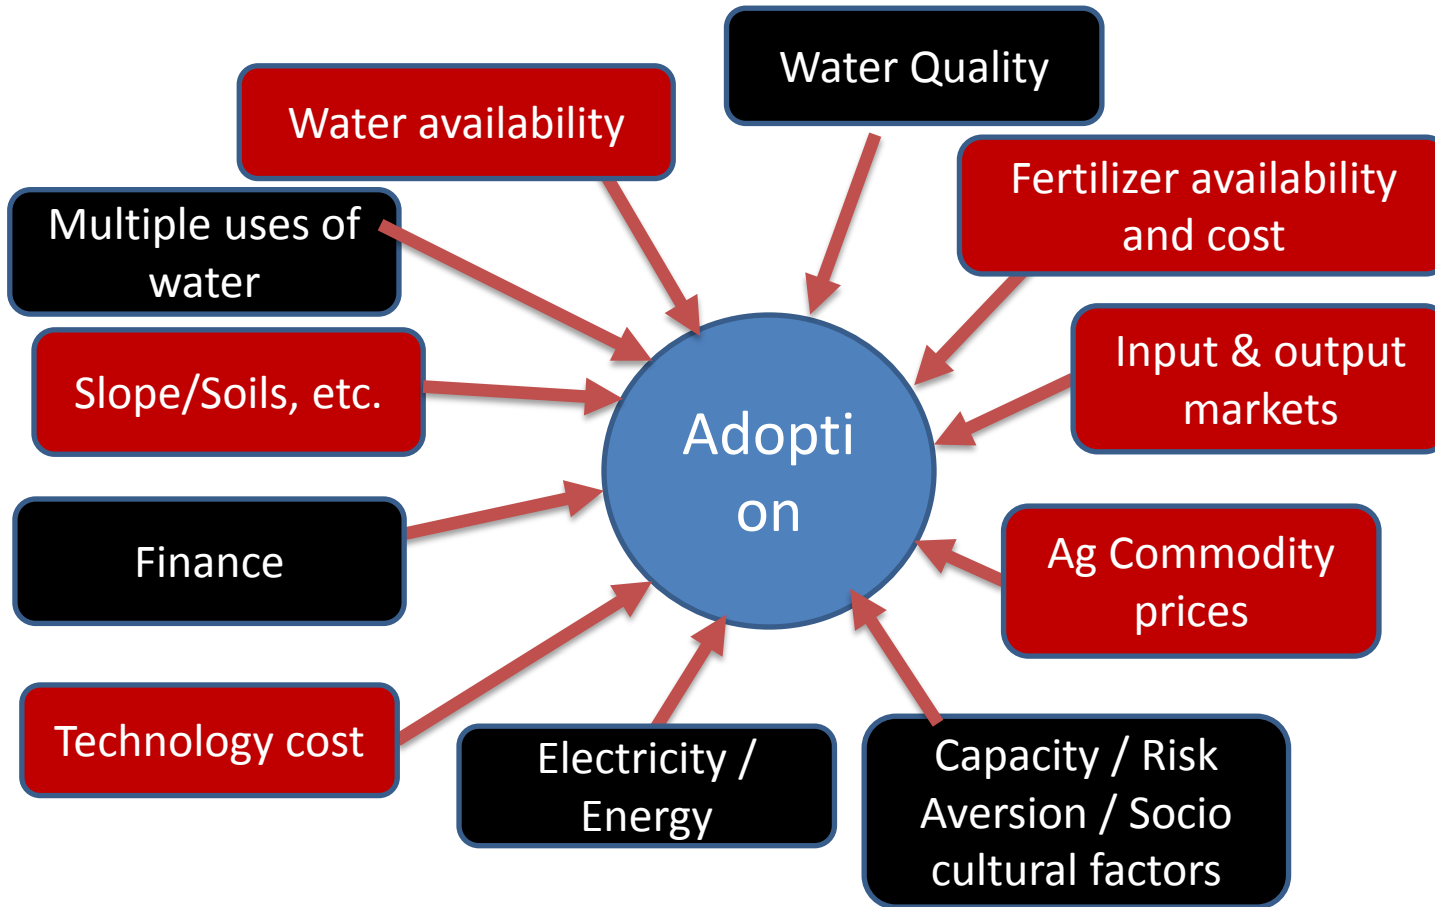 Water Quality
Water availability
Fertilizer availability
and cost
Multiple uses of
water
Input & output
markets
Slope/Soils, etc.
Adopti
on
Finance
Ag Commodity
prices
Technology cost
Electricity /
Energy
Capacity / Risk
Aversion / Socio
cultural factors